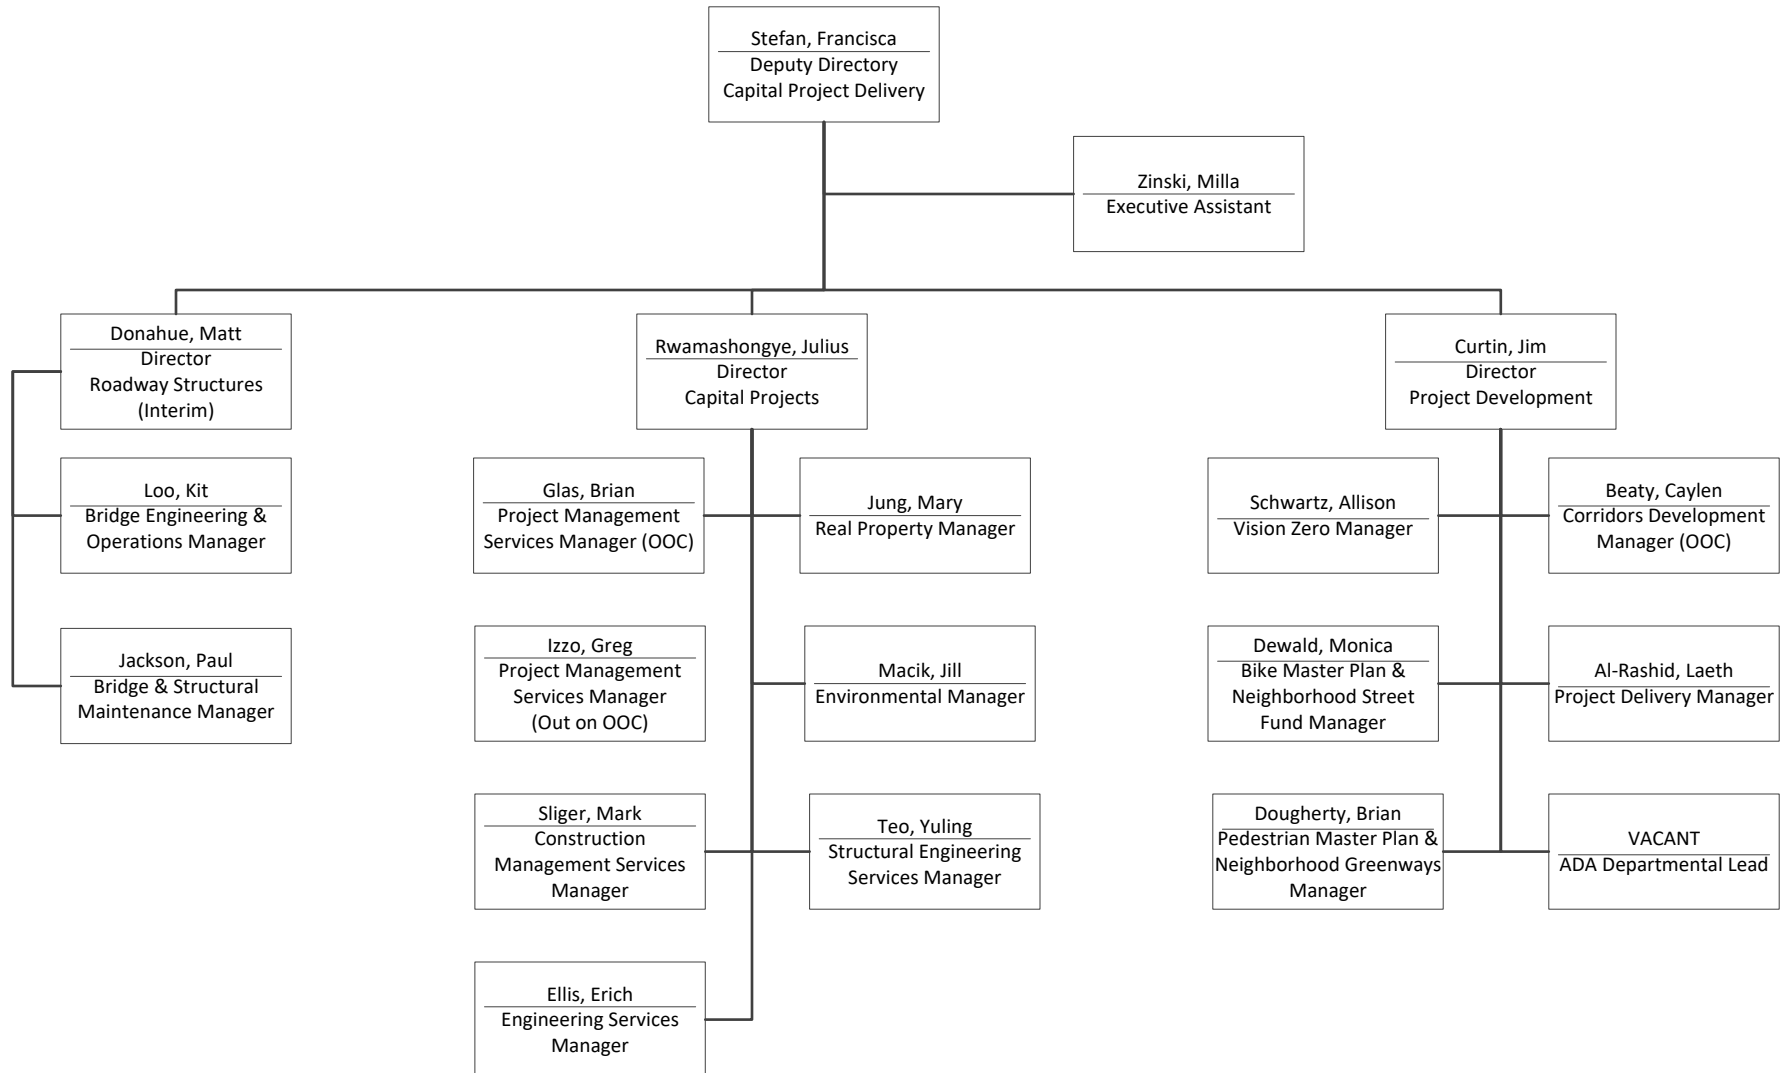 Stefan, Francisca
Deputy Directory
Capital Project Delivery
Zinski, Milla
Executive Assistant
Donahue, Matt
Director
Roadway Structures
(Interim)
Rwamashongye, Julius
Director
Capital Projects
Curtin, Jim
Director
Project Development
Loo, Kit
Bridge Engineering &
Operations Manager
Jackson, Paul
Bridge & Structural
Maintenance Manager
Glas, Brian
Project Management
Services Manager (OOC)
Jung, Mary
Real Property Manager
Izzo, Greg
Project Management
Services Manager
(Out on OOC)
Macik, Jill
Environmental Manager
Sliger, Mark
Construction
Management Services
Manager
Teo, Yuling
Structural Engineering
Services Manager
Ellis, Erich
Engineering Services
Manager
Schwartz, Allison
Vision Zero Manager
Beaty, Caylen
Corridors Development
Manager (OOC)
Dewald, Monica
Bike Master Plan &
Neighborhood Street
Fund Manager
Al-Rashid, Laeth
Project Delivery Manager
Dougherty, Brian
Pedestrian Master Plan &
Neighborhood Greenways
Manager
VACANT
ADA Departmental Lead